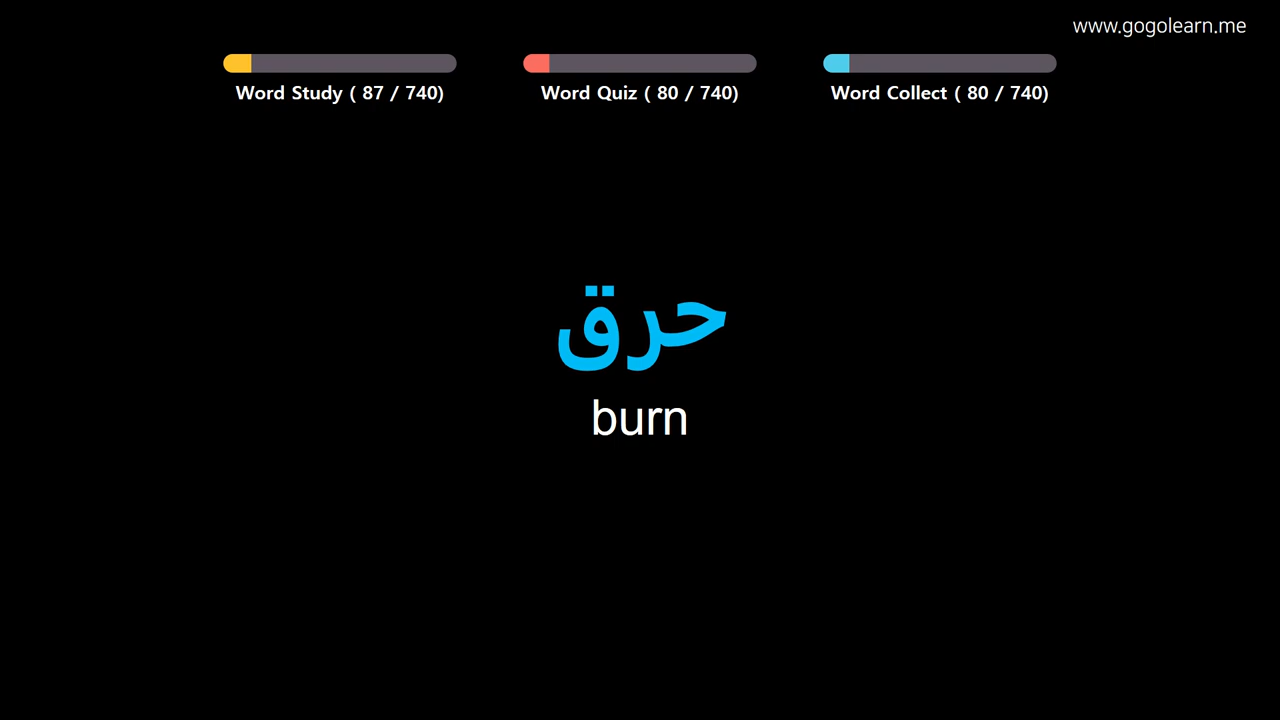 www.gogolearn.me
Word Study ( 87 / 740)
Word Quiz ( 80 / 740)
Word Collect ( 80 / 740)
حرق
burn